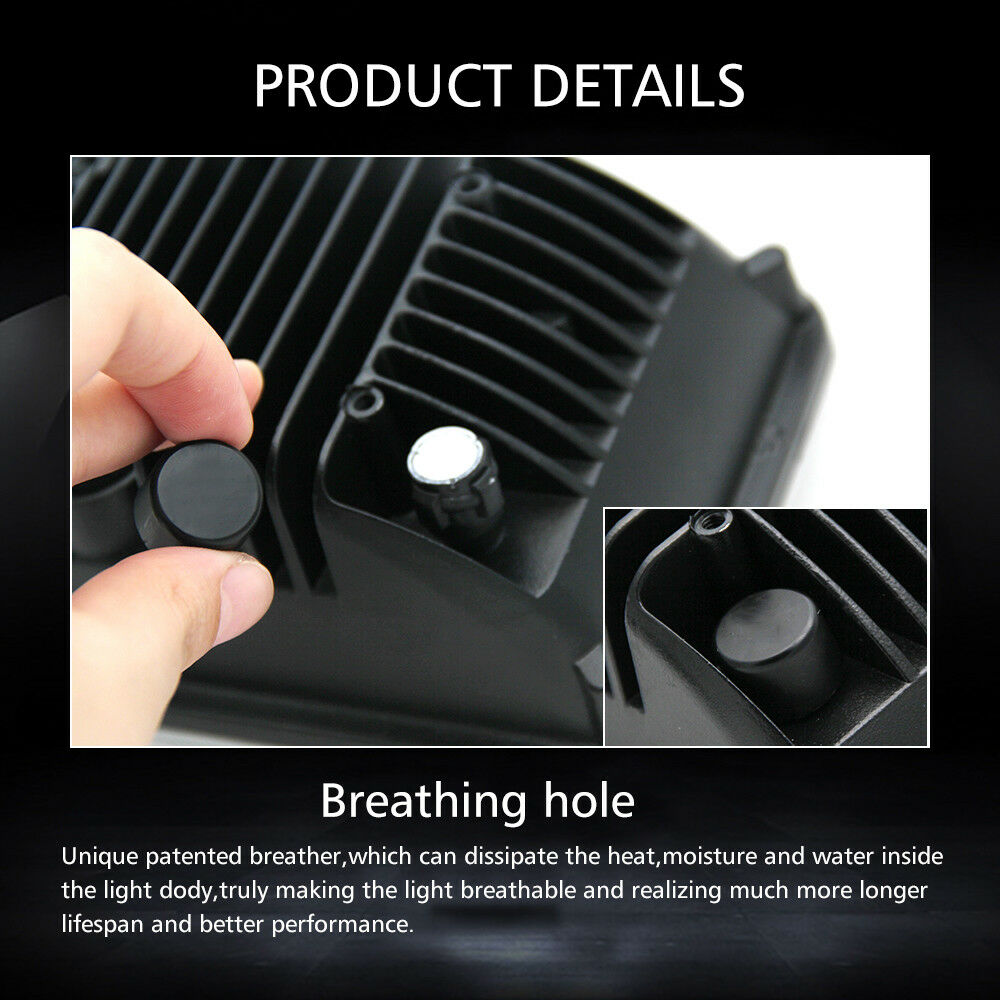 PRODUCT DETAILS
Breathing hole
Unique patented breather,which can dissipate the heat,moisture and water inside
the light dody,truly making the light breathable and realizing much more longer
lifespan and better performance.